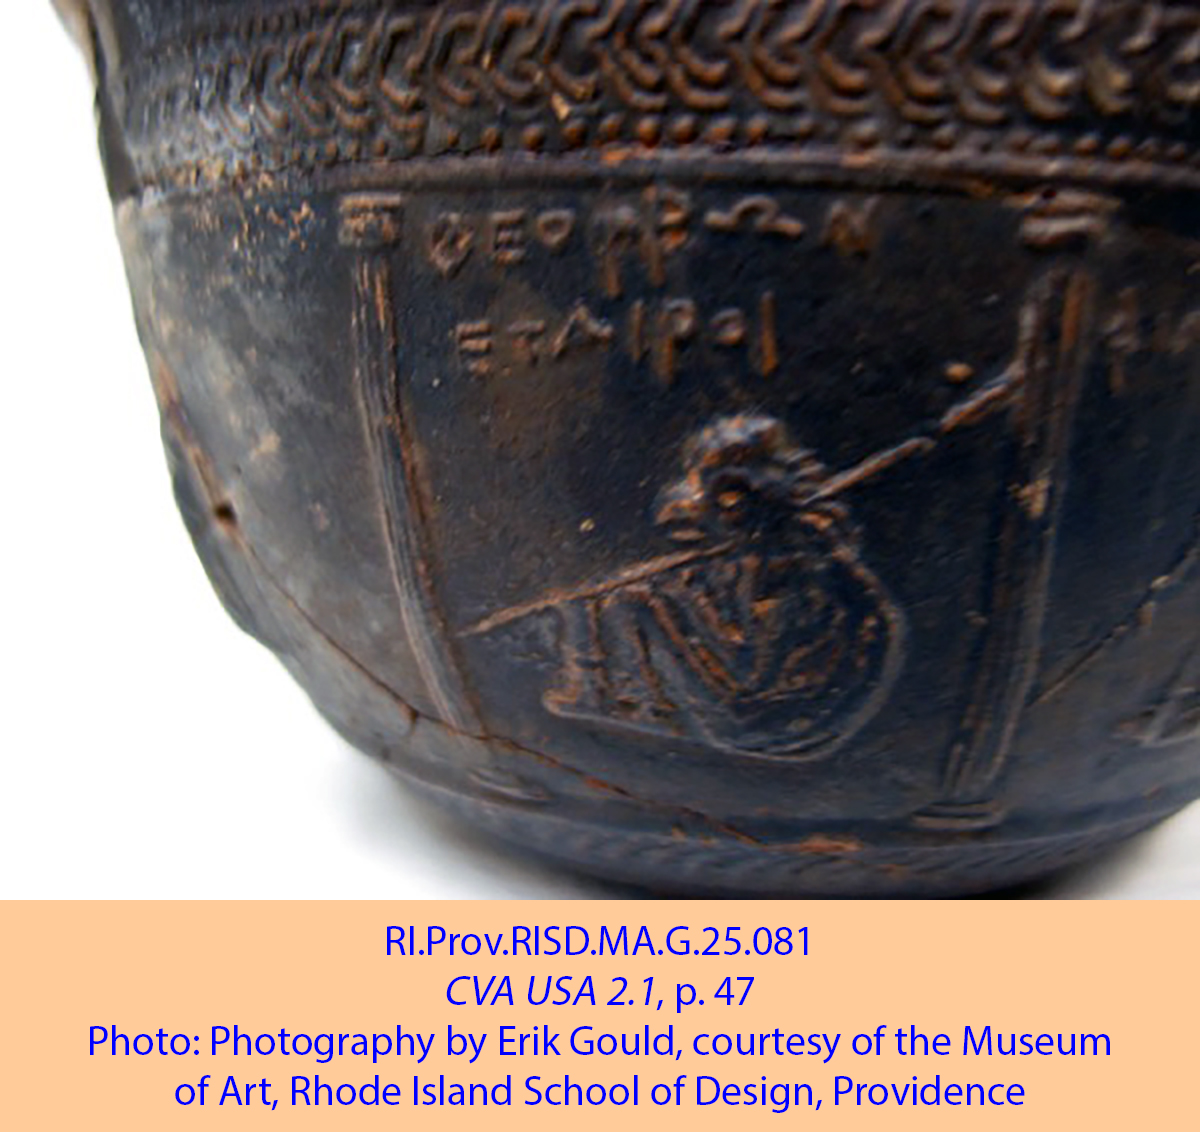 ΕΤΑΙΡΟΙ
RI.Prov.RISD.MA.G.25.081
CVA USA 2.1, p. 47
Photo: Photography by Erik Gould, courtesy of the Museum
of Art, Rhode Island School of Design, Providence